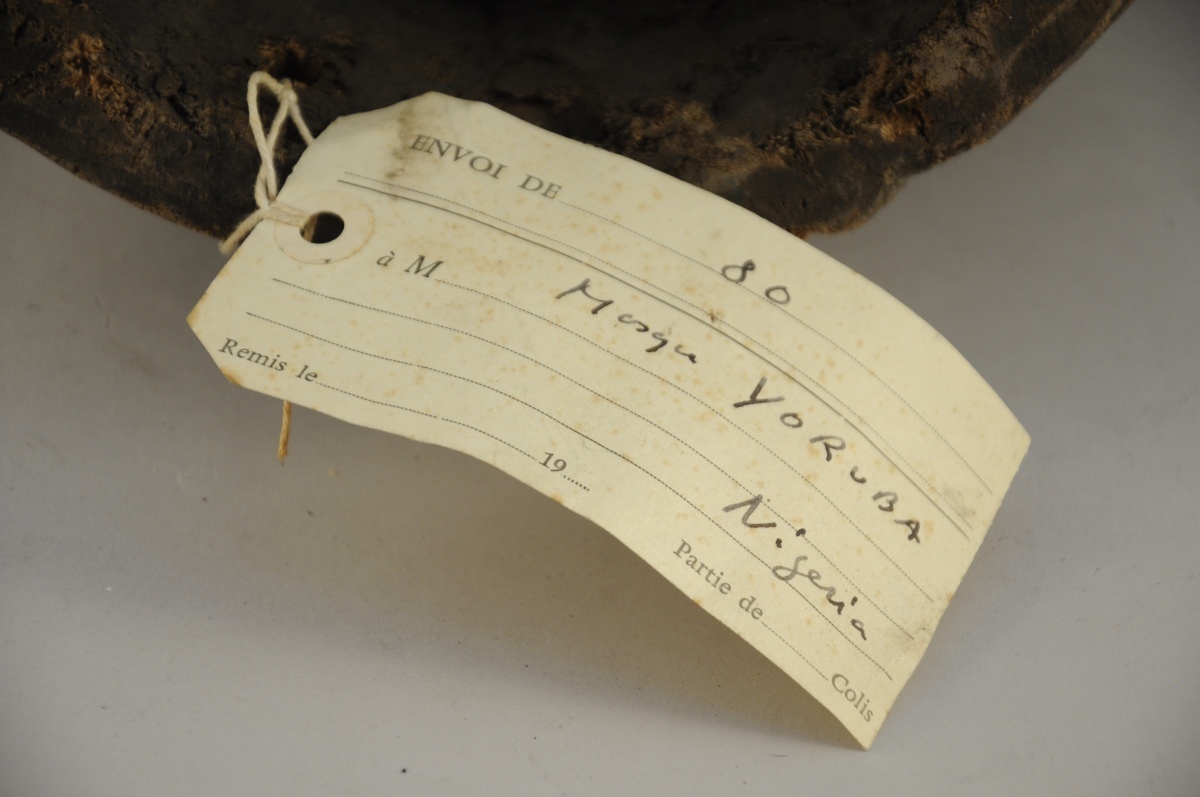 ENVOI DE
80
à M
Masque YORUBA
Nigeria
Remis le 19
Partie de Colis